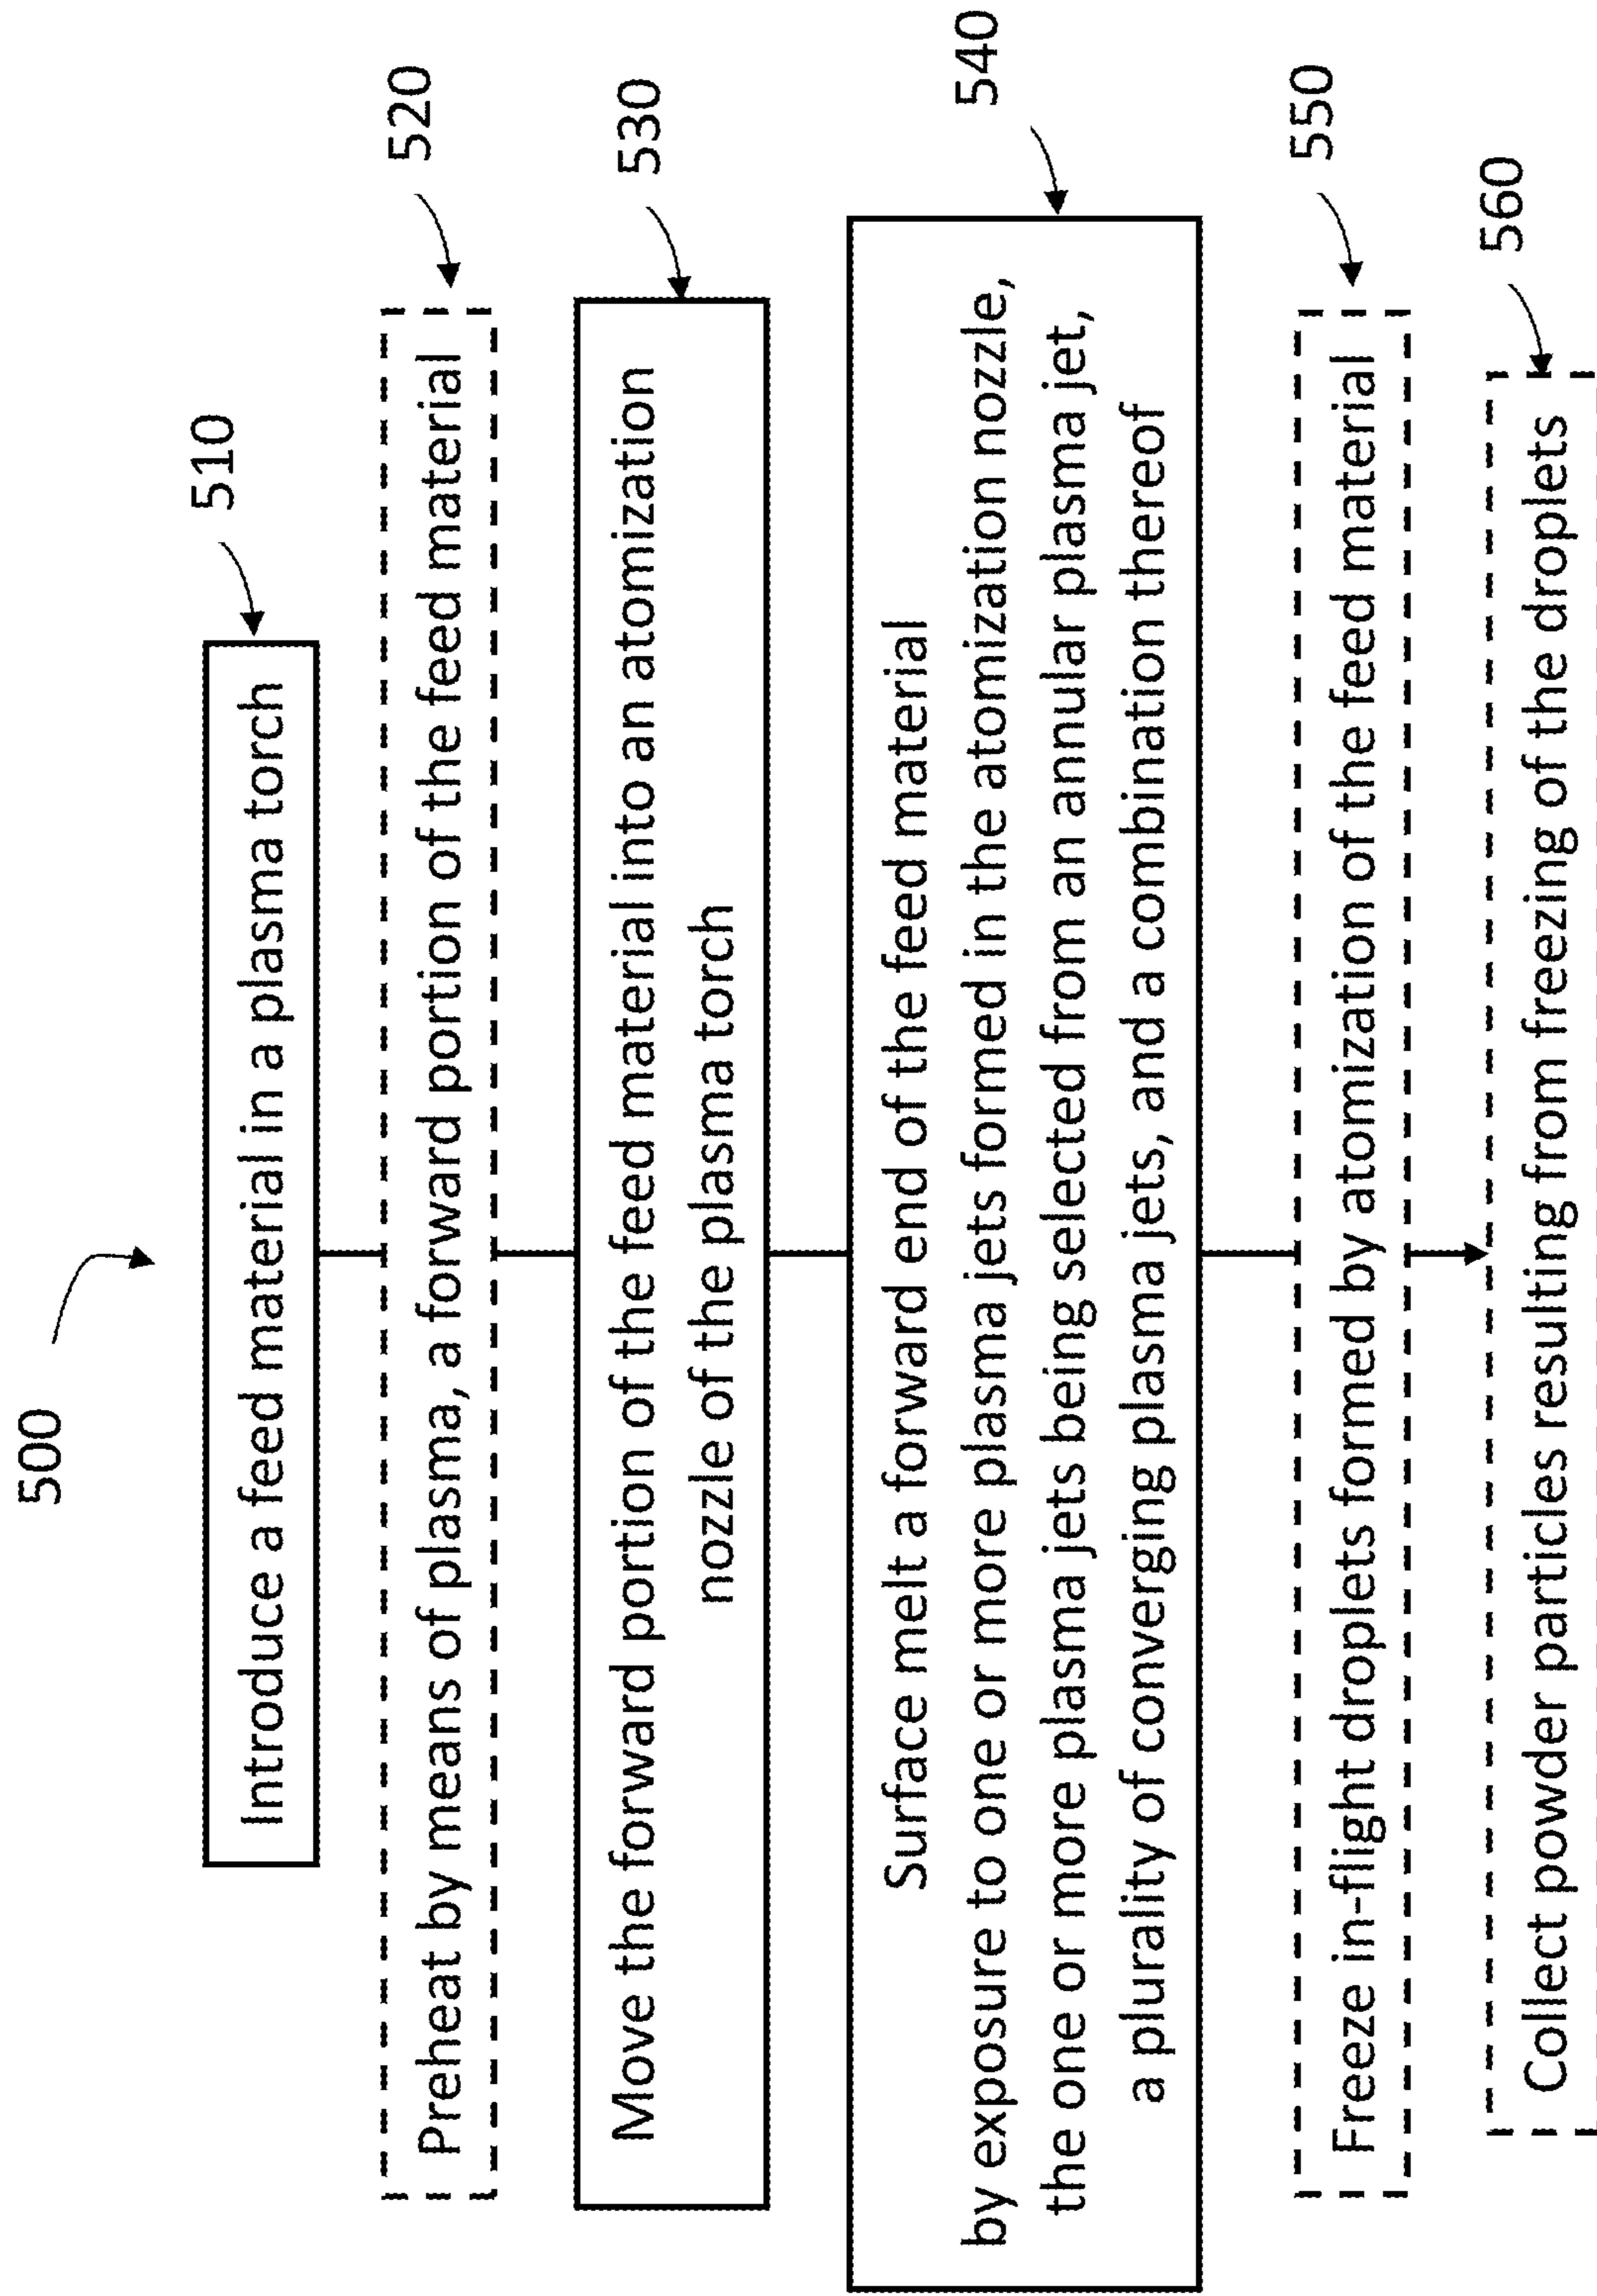 500
510
Introduce a feed material in a plasma torch
520
Preheat by means of plasma, a forward portion of the feed material
530
Move the forward portion of the feed material into an atomization
nozzle of the plasma torch
540
Surface melt a forward end of the feed material
by exposure to one or more plasma jets formed in the atomization nozzle,
the one or more plasma jets being selected from an annular plasma jet,
a plurality of converging plasma jets, and a combination thereof
550
Freeze in-flight droplets formed by atomization of the feed material
560
Collect powder particles resulting from freezing of the droplets